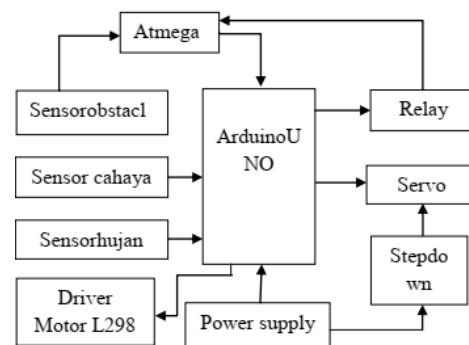 Atmega
Sensorobstacl
ArduinoU
NO
Relay
Sensor cahaya
Servo
Sensorhujan
Stepdo
wn
Driver
Motor L298
Power supply